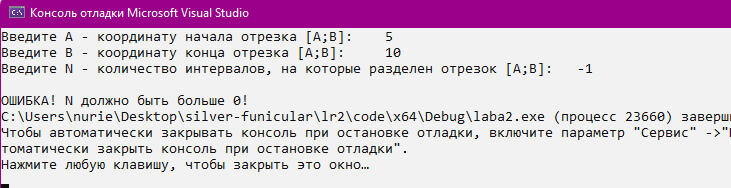 Консоль отладки Microsoft Visual Studio
Введите A - координату начала отрезка [A;B]: 5
Введите B - координату конца отрезка [A;B]: 10
Введите N - количество интервалов, на которые разделен отрезок [A;B]: -1
ОШИБКА! N должно быть больше 0!
C:\Users\nurie\Desktop\silver-funicular\lr2\code\x64\Debug\laba2.exe (процесс 23660) заверш
Чтобы автоматически закрывать консоль при остановке отладки, включите параметр "Сервис" ->"
томатически закрыть консоль при остановке отладки".
Нажмите любую клавишу, чтобы закрыть это окно…